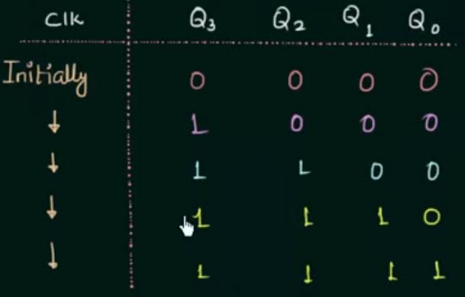 Clk Q3 Q2 Q1 Q0
Initially 0 0 0 0
↓ 1 0 0 0
↓ 1 1 0 0
↓ 1 1 1 0
↓ 1 1 1 1